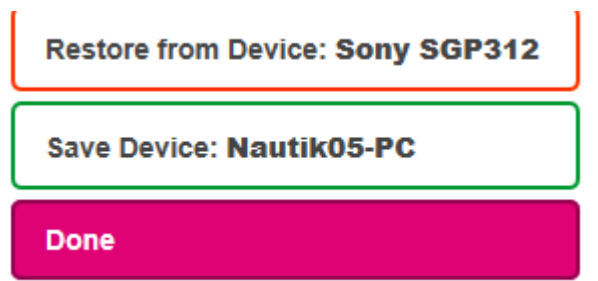 Restore from Device: Sony SGP312
Save Device: Nautik05-PC
Done